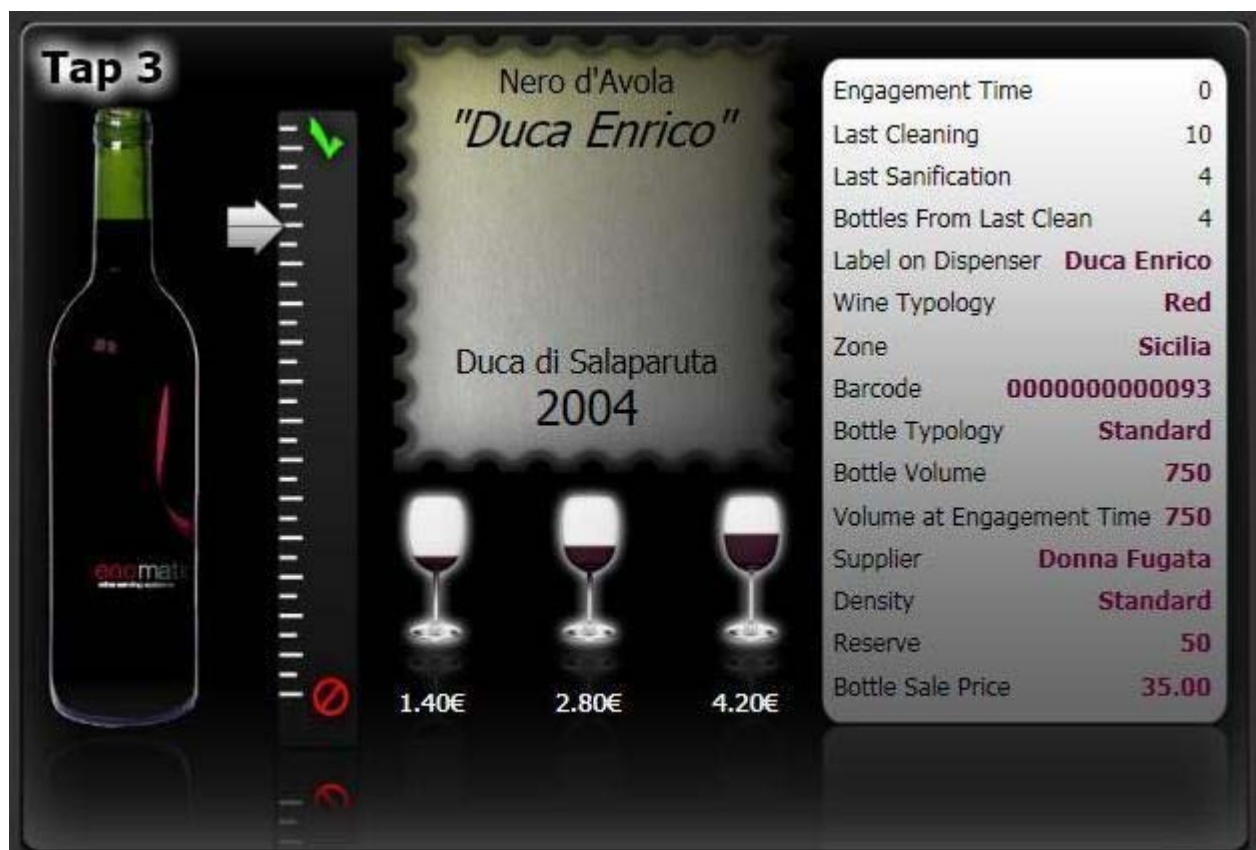 Tap 3
Nero d'Avola
"Duca Enrico"
Duca di Salaparuta
2004
enomatic
1.40€ 2.80€ 4.20€
Engagement Time 0
Last Cleaning 10
Last Sanification 4
Bottles From Last Clean 4
Label on Dispenser Duca Enrico
Wine Typology Red
Zone Sicilia
Barcode 0000000000093
Bottle Typology Standard
Bottle Volume 750
Volume at Engagement Time 750
Supplier Donna Fugata
Density Standard
Reserve 50
Bottle Sale Price 35.00